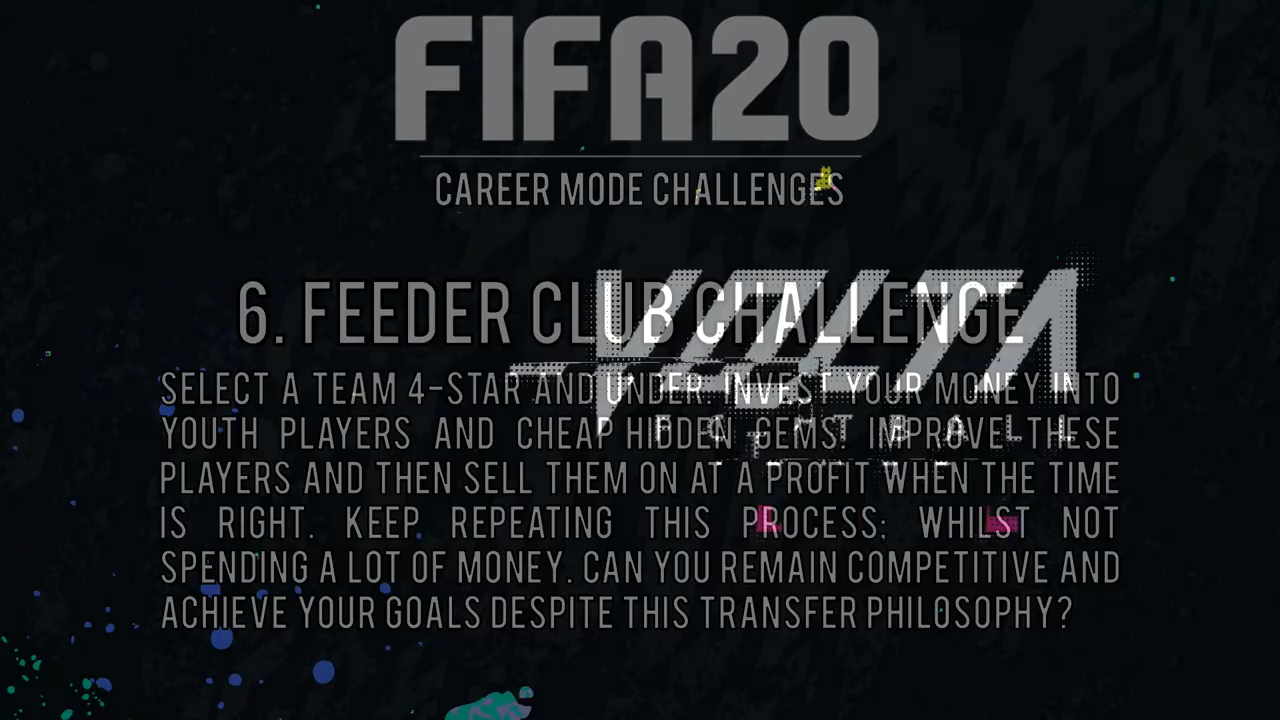 FIFA20
CAREER MODE CHALLENGES
6. FEEDER CLUB CHALLENGE
VOLTA
FOOTBALL
SELECT A TEAM 4-STAR AND UNDER. INVEST YOUR MONEY INTO
YOUTH PLAYERS AND CHEAP HIDDEN GEMS! IMPROVE THESE
PLAYERS AND THEN SELL THEM ON AT A PROFIT WHEN THE TIME
IS RIGHT. KEEP REPEATING THIS PROCESS; WHILST NOT
SPENDING A LOT OF MONEY. CAN YOU REMAIN COMPETITIVE AND
ACHIEVE YOUR GOALS DESPITE THIS TRANSFER PHILOSOPHY?